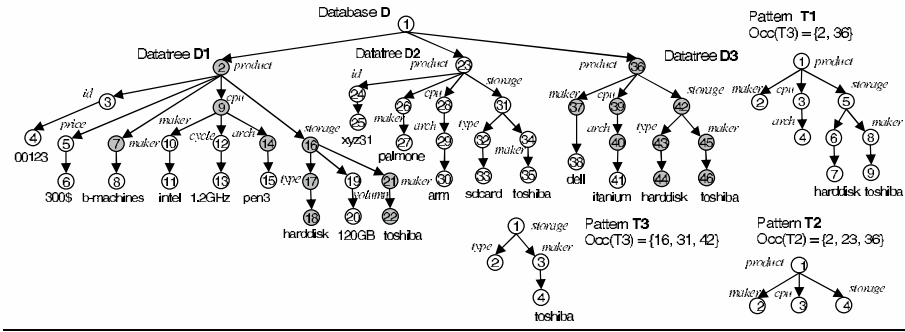 Database D
1
Pattern T1
Occ(T3) = {2, 36}
Datatree D1
Datatree D2
Datatree D3
2 product
23 product
product 36
1 product
id
3
price
maker
cpu
9
storage
id
24
maker
26
cpu
28
storage
31
maker
37
cpu
39
storage
42
maker
2
cpu
3
storage
5
4
00123
5
7
maker
10
cycle
12
arch
14
16
25
xyz31
27
palmone
arch
29
type
32
maker
34
38
dell
arch
40
type
43
maker
45
arch
4
type
6
maker
8
6
300$
8
b-machines
11
intel
13
1.2GHz
15
pen3
type
17
19
volumn
21
maker
30
arm
33
sdcard
35
toshiba
41
itanium
44
harddisk
46
toshiba
7
harddisk
9
toshiba
18
harddisk
20
120GB
22
toshiba
1 storage
type
2
maker
3
4
toshiba
Pattern T3
Occ(T3) = {16, 31, 42}
Pattern T2
Occ(T2) = {2, 23, 36}
product 1
maker
2
cpu
3
storage
4